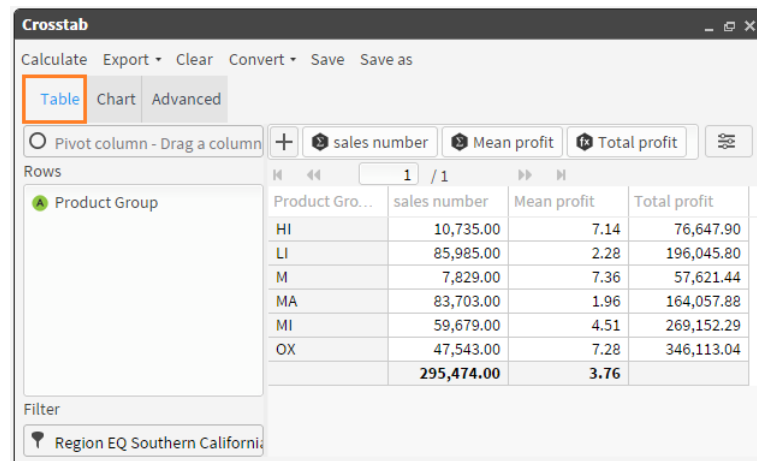 Crosstab
Calculate Export Clear Convert Save Save as
Table Chart Advanced
Pivot column - Drag a column
+ sales number Mean profit Total profit
Rows
1 / 1
A Product Group
Product Gro... sales number Mean profit Total profit
HI 10,735.00 7.14 76,647.90
LI 85,985.00 2.28 196,045.80
M 7,829.00 7.36 57,621.44
MA 83,703.00 1.96 164,057.88
MI 59,679.00 4.51 269,152.29
OX 47,543.00 7.28 346,113.04
295,474.00 3.76
Filter
Region EQ Southern California